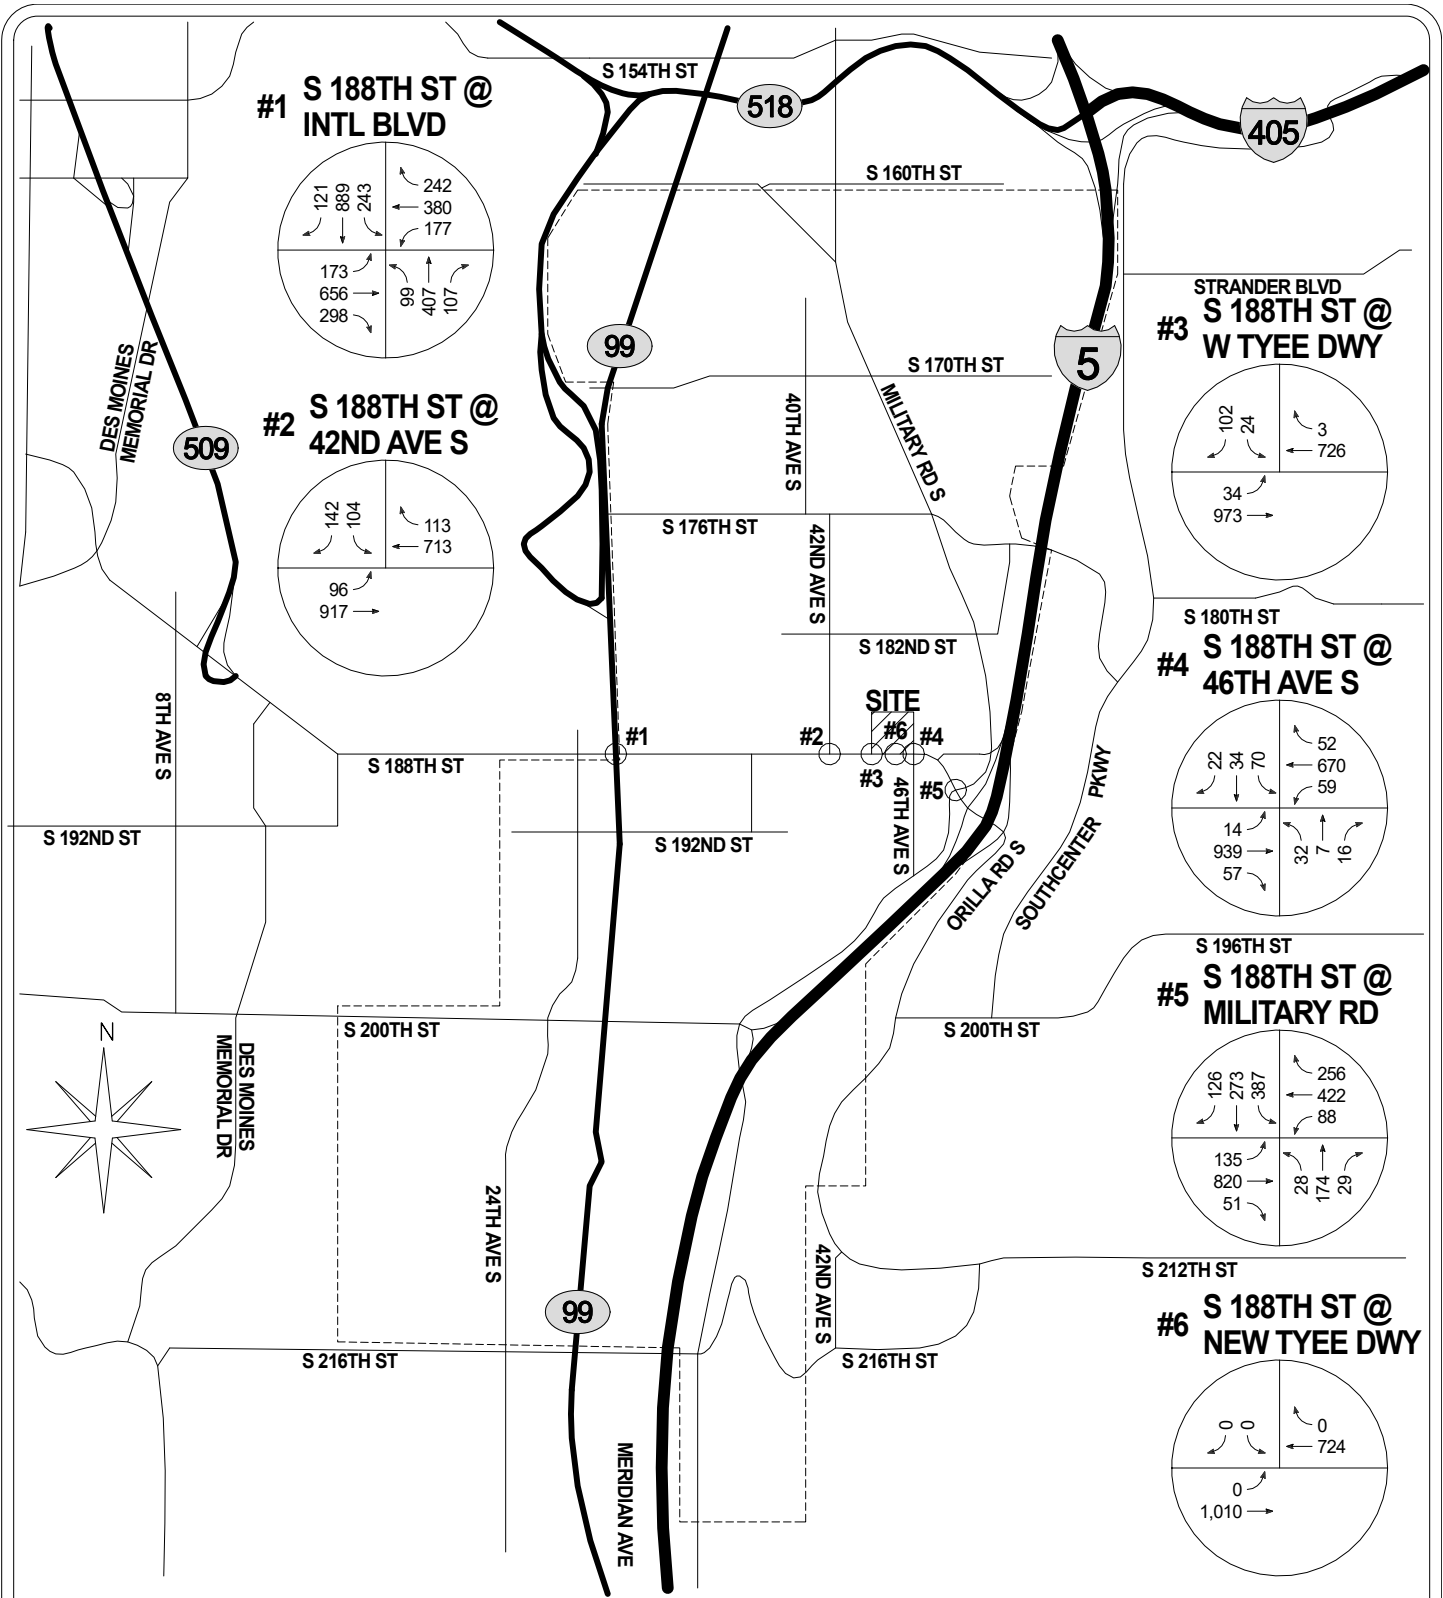 S 154TH ST
518
405
#1
S 188TH ST @
INTL BLVD
121
889
243
242
380
177
173
656
298
99
407
107
S 160TH ST
STRANDER BLVD
#3
S 188TH ST @
W TYEE DWY
102
24
3
726
34
973
99
5
S 170TH ST
DES MOINES
MEMORIAL DR
509
#2
S 188TH ST @
42ND AVE S
142
104
113
713
96
917
40TH AVE S
MILITARY RD S
S 176TH ST
42ND AVE S
S 182ND ST
S 180TH ST
#4
S 188TH ST @
46TH AVE S
22
34
70
52
670
59
14
939
57
32
7
16
8TH AVE S
SITE
#6
#1
#2
#4
#3
#5
S 188TH ST
46TH AVE S
S 192ND ST
S 192ND ST
ORILLA RD S
SOUTHCENTER PKWY
S 196TH ST
#5
S 188TH ST @
MILITARY RD
126
273
387
256
422
88
135
820
51
28
174
29
N
S 200TH ST
S 200TH ST
DES MOINES
MEMORIAL DR
24TH AVE S
42ND AVE S
S 212TH ST
99
#6
S 188TH ST @
NEW TYEE DWY
0
0
0
724
0
1,010
S 216TH ST
S 216TH ST
MERIDIAN AVE